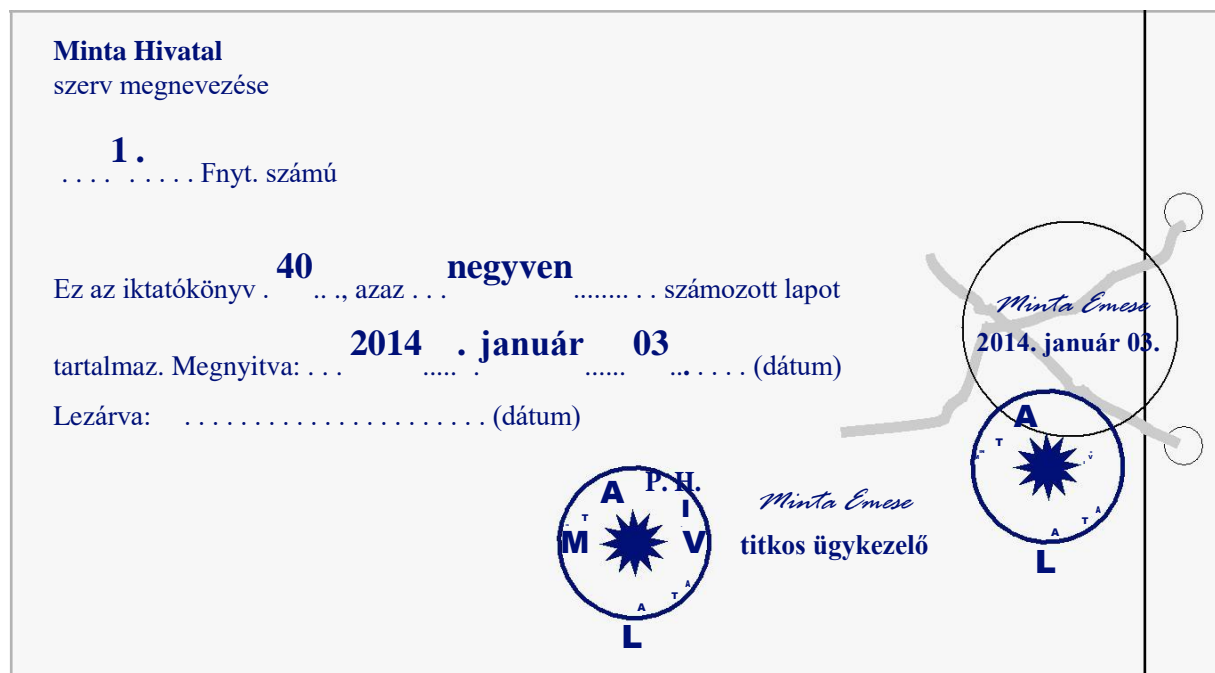 Minta Hivatal
szerv megnevezése
. . . . 1 . . . . . . Fnyt. számú
Ez az iktatókönyv . 40 .. ., azaz . . . negyven ........ . . számozott lapot
tartalmaz. Megnyitva: . . . 2014 ..... . . január ...... 03 ... . . . . (dátum)
Lezárva: . . . . . . . . . . . . . . . . . . . . . . (dátum)
P. H.
Minta Emese
titkos ügykezelő
Minta Emese
2014. január 03.